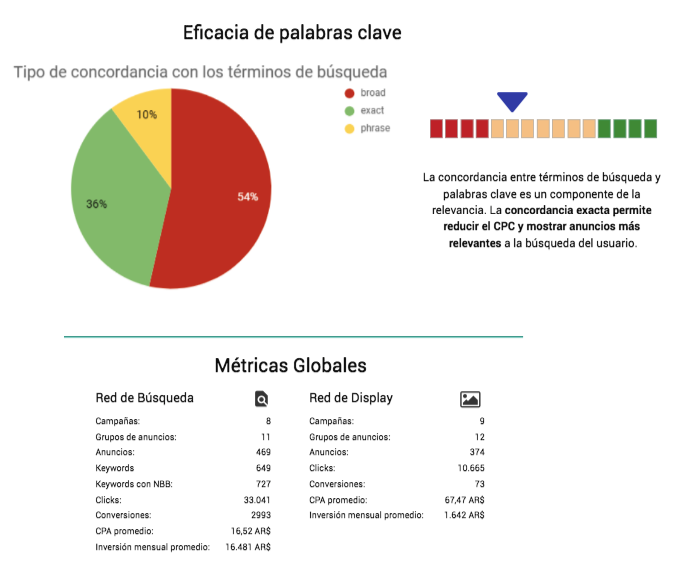 Eficacia de palabras clave
Tipo de concordancia con los términos de búsqueda
broad
exact
phrase
10%
36%
54%
La concordancia entre términos de búsqueda y
palabras clave es un componente de la
relevancia. La concordancia exacta permite
reducir el CPC y mostrar anuncios más
relevantes a la búsqueda del usuario.
Métricas Globales
Red de Búsqueda
Campañas: 8
Grupos de anuncios: 11
Anuncios: 469
Keywords 649
Keywords con NBB: 727
Clicks: 33.041
Conversiones: 2993
CPA promedio: 16,52 AR$
Inversión mensual promedio: 16.481 AR$
Red de Display
Campañas: 9
Grupos de anuncios: 12
Anuncios: 374
Clicks: 10.665
Conversiones: 73
CPA promedio: 67,47 AR$
Inversión mensual promedio: 1.642 AR$